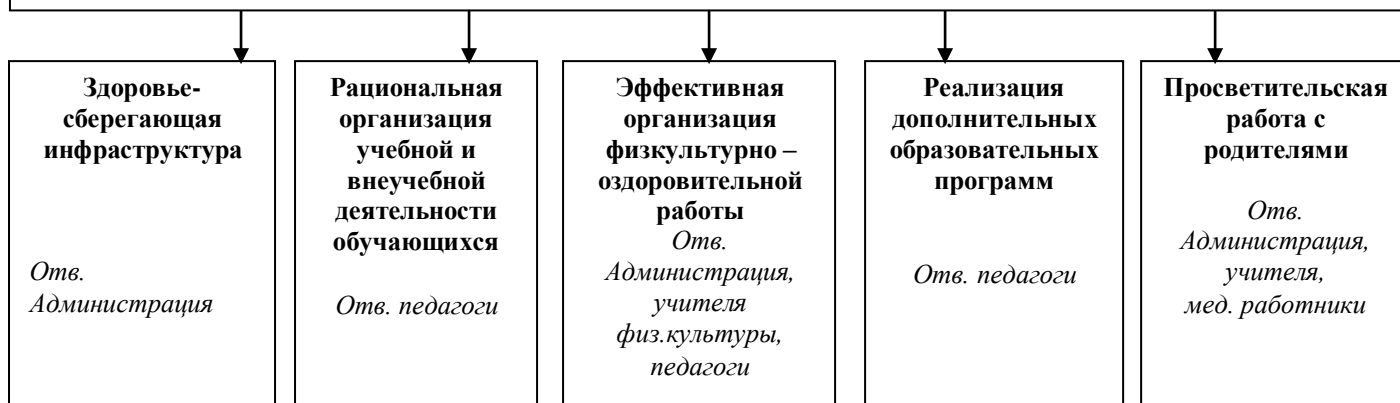 Здоровье-
сберегающая
инфраструктура
Отв.
Администрация
Рациональная
организация
учебной и
внеучебной
деятельности
обучающихся
Отв. педагоги
Эффективная
организация
физкультурно –
оздоровительной
работы
Отв.
Администрация,
учителя
физ.культуры,
педагоги
Реализация
дополнительных
образовательных
программ
Отв. педагоги
Просветительская
работа с
родителями
Отв.
Администрация,
учителя,
мед. работники